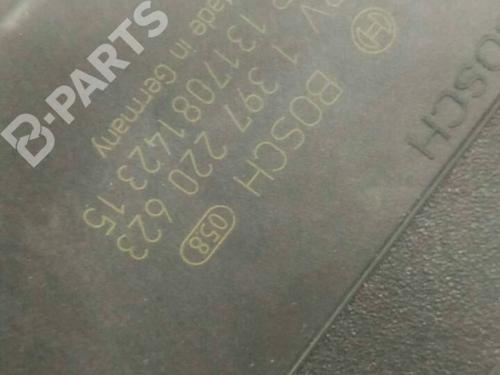 BOSCH
058
1 397 220 623
1317081423 15
Made in Germany
BOSCH
B-PARTS